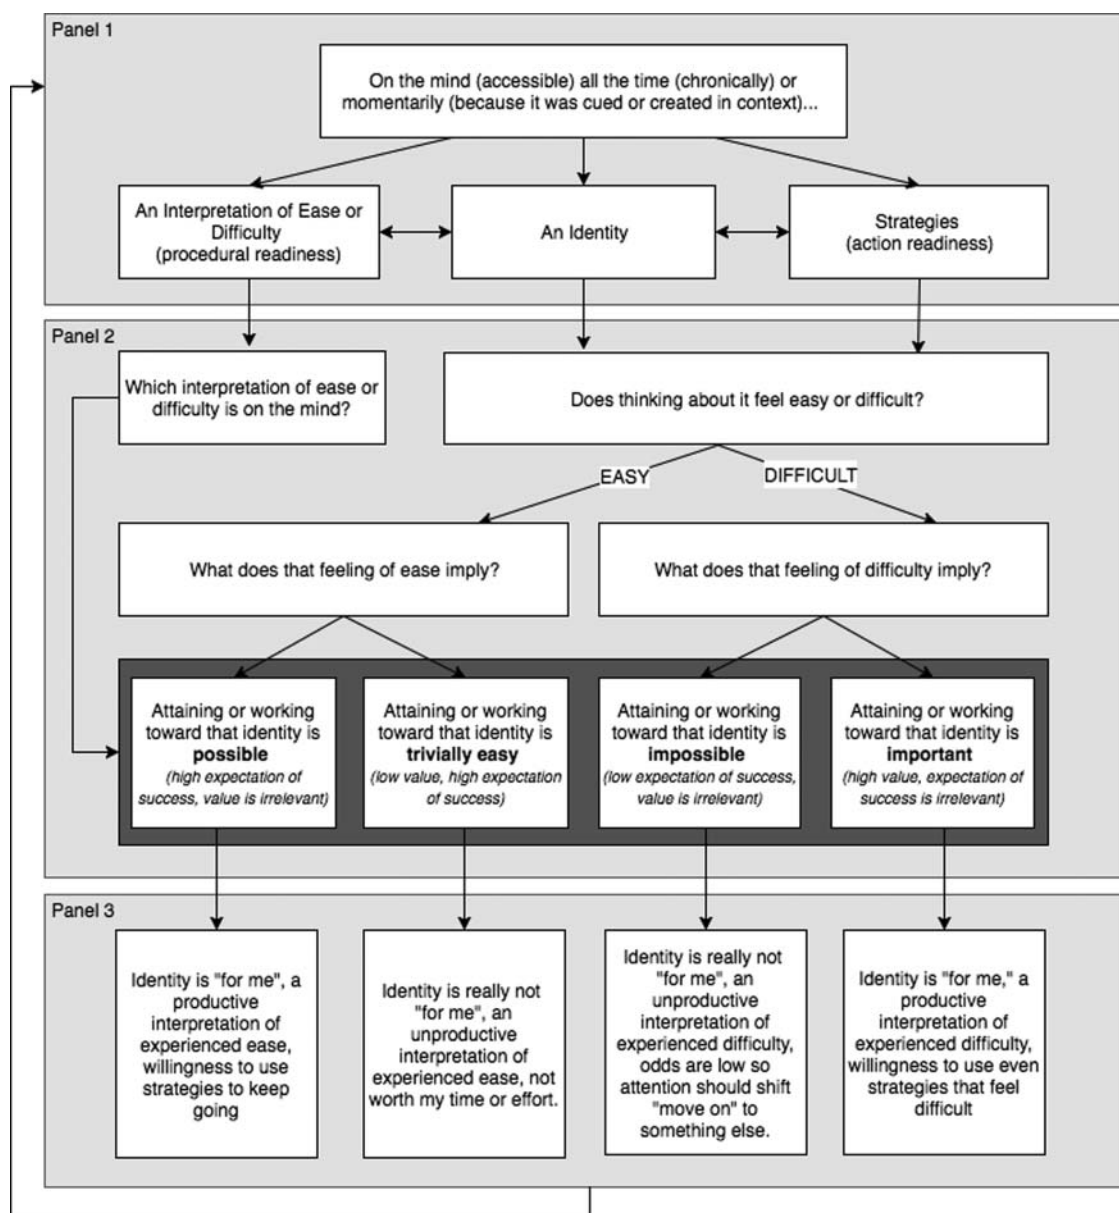 Panel 1
On the mind (accessible) all the time (chronically) or
momentarily (because it was cued or created in context)...
An Interpretation of Ease or
Difficulty
(procedural readiness)
An Identity
Strategies
(action readiness)
Panel 2
Which interpretation of ease or
difficulty is on the mind?
Does thinking about it feel easy or difficult?
EASY
DIFFICULT
What does that feeling of ease imply?
What does that feeling of difficulty imply?
Attaining or working
toward that identity is
possible
(high expectation of
success, value is irrelevant)
Attaining or working
toward that identity is
trivially easy
(low value, high expectation
of success)
Attaining or working
toward that identity is
impossible
(low expectation of success,
value is irrelevant)
Attaining or working
toward that identity is
important
(high value, expectation of
success is irrelevant)
Panel 3
Identity is "for me", a
productive
interpretation of
experienced ease,
willingness to use
strategies to keep
going
Identity is really not
"for me", an
unproductive
interpretation of
experienced ease, not
worth my time or effort.
Identity is really not
"for me", an
unproductive
interpretation of
experienced difficulty,
odds are low so
attention should shift
"move on" to
something else.
Identity is "for me," a
productive
interpretation of
experienced difficulty,
willingness to use even
strategies that feel
difficult